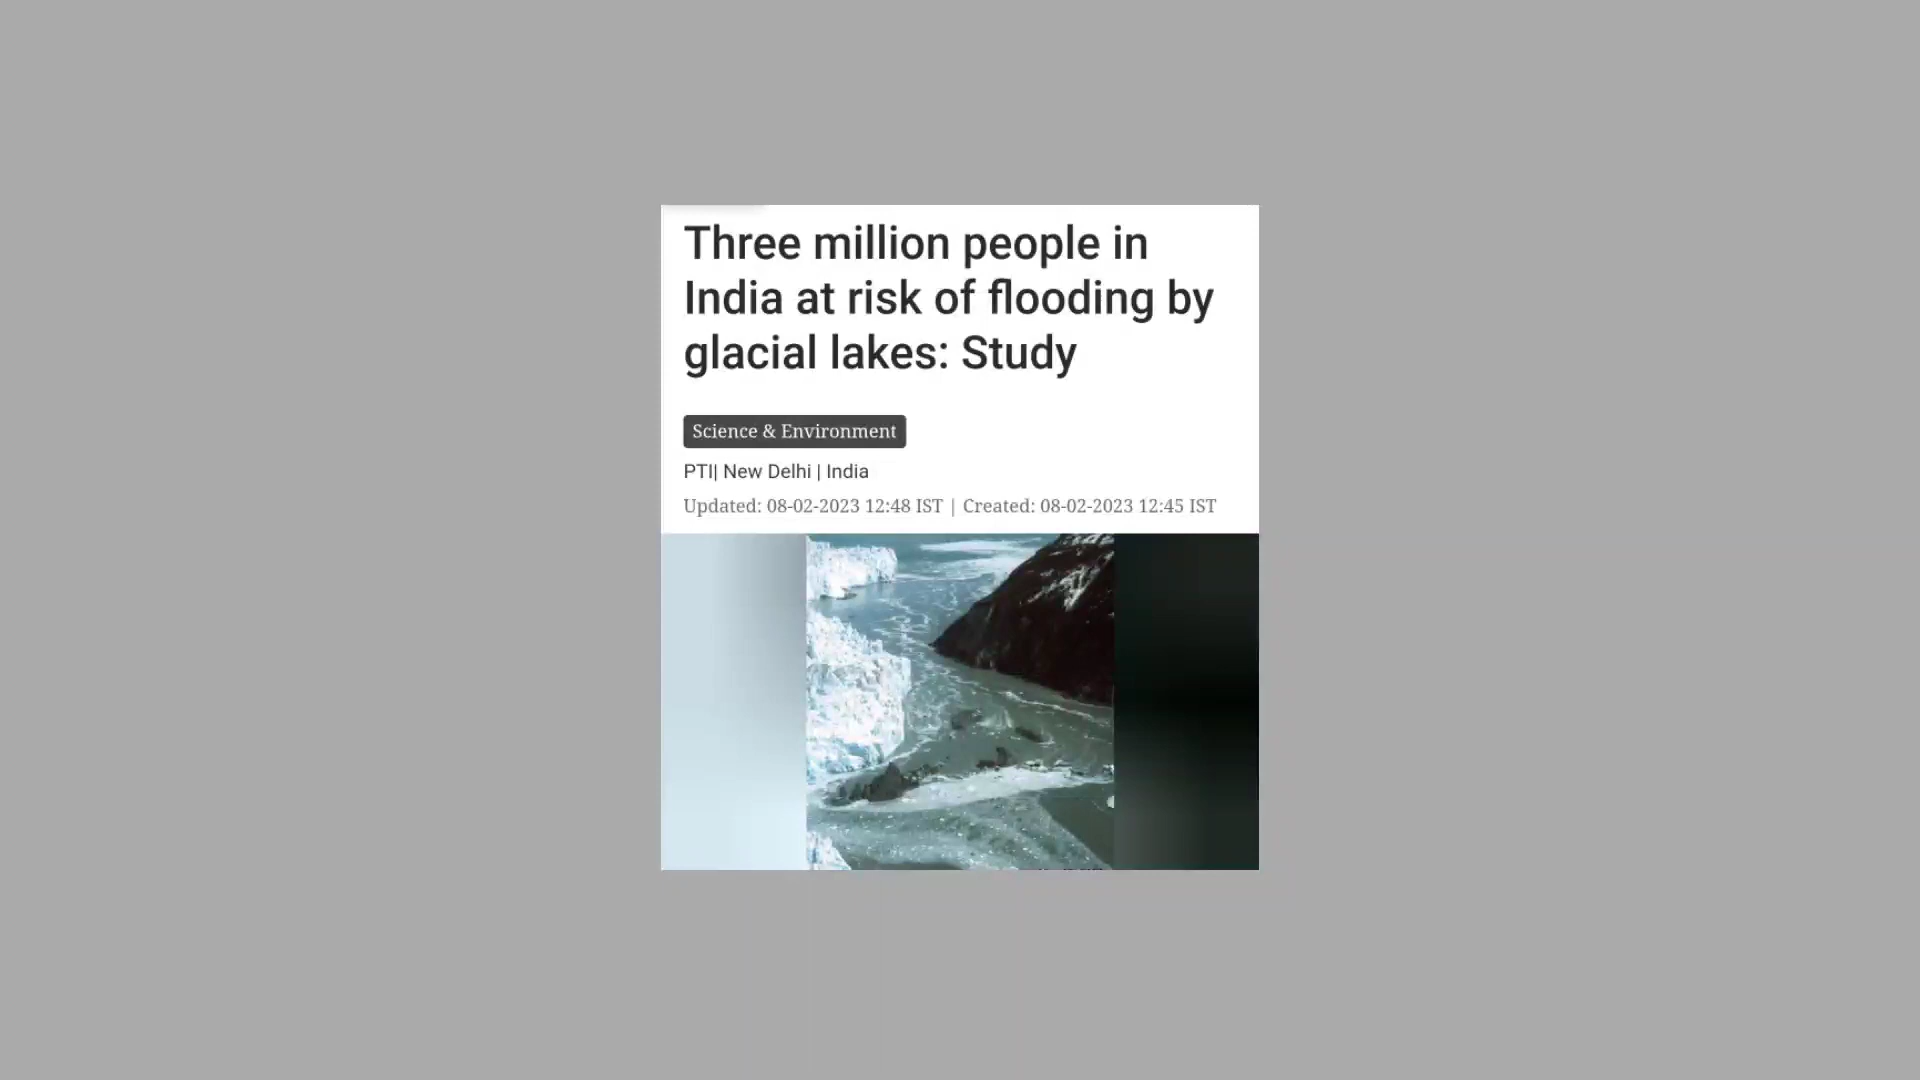 Three million people in
India at risk of flooding by
glacial lakes: Study
Science & Environment
PTI| New Delhi | India
Updated: 08-02-2023 12:48 IST | Created: 08-02-2023 12:45 IST